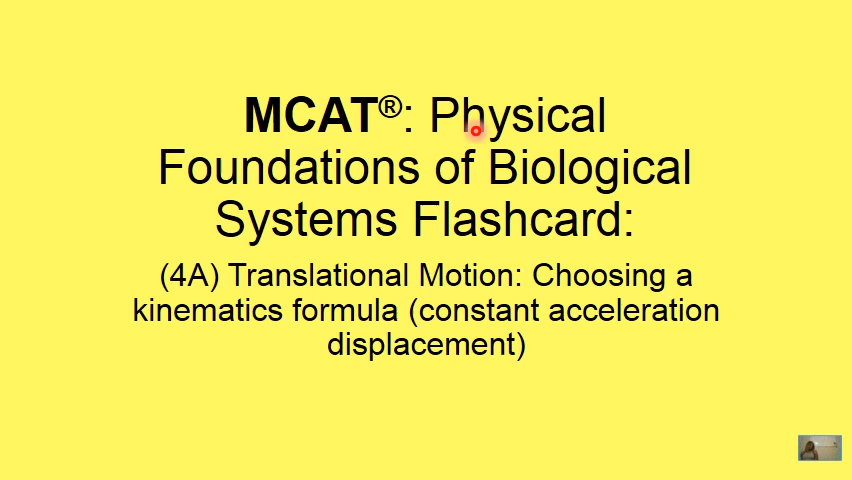 MCAT®: Physical
Foundations of Biological
Systems Flashcard:
(4A) Translational Motion: Choosing a
kinematics formula (constant acceleration
displacement)